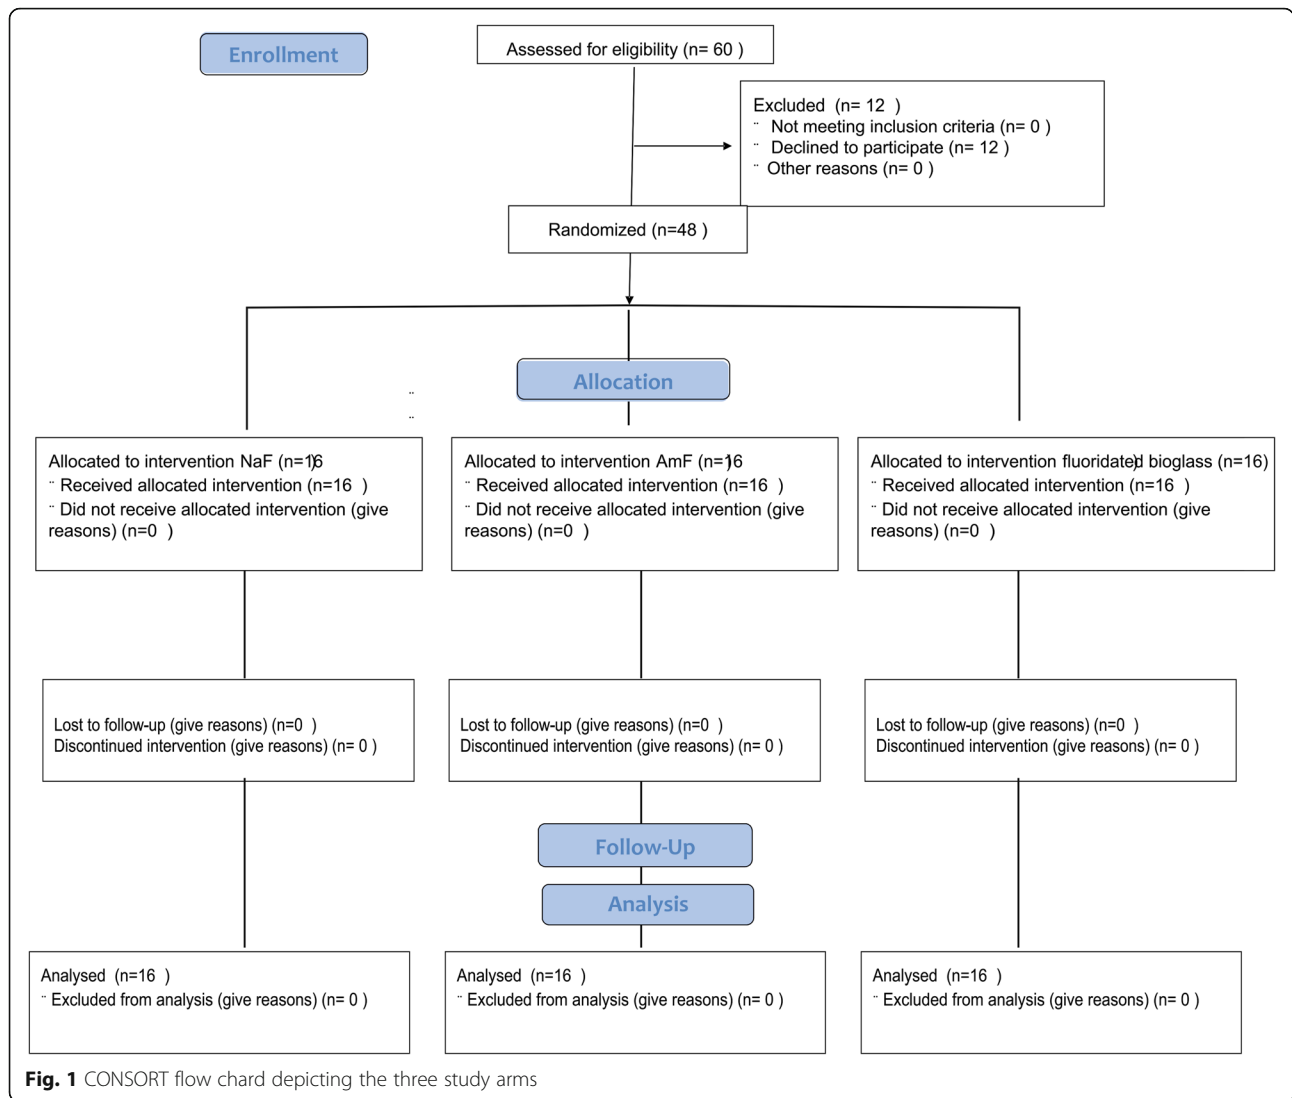 Enrollment
Assessed for eligibility (n= 60 )
Excluded (n= 12 )
¨ Not meeting inclusion criteria (n= 0 )
¨ Declined to participate (n= 12 )
¨ Other reasons (n= 0 )
Randomized (n=48 )
Allocation
¨
¨
Allocated to intervention NaF (n=16)
¨ Received allocated intervention (n=16 )
¨ Did not receive allocated intervention (give
reasons) (n=0 )
Allocated to intervention AmF (n=16)
¨ Received allocated intervention (n=16 )
¨ Did not receive allocated intervention (give
reasons) (n=0 )
Allocated to intervention fluoridated) bioglass (n=16)
¨ Received allocated intervention (n=16 )
¨ Did not receive allocated intervention (give
reasons) (n=0 )
Lost to follow-up (give reasons) (n=0 )
Discontinued intervention (give reasons) (n= 0 )
Lost to follow-up (give reasons) (n=0 )
Discontinued intervention (give reasons) (n= 0 )
Lost to follow-up (give reasons) (n=0 )
Discontinued intervention (give reasons) (n= 0 )
Follow-Up
Analysis
Analysed (n=16 )
¨ Excluded from analysis (give reasons) (n= 0 )
Analysed (n=16 )
¨ Excluded from analysis (give reasons) (n= 0 )
Analysed (n=16 )
¨ Excluded from analysis (give reasons) (n= 0 )
Fig. 1 CONSORT flow chard depicting the three study arms